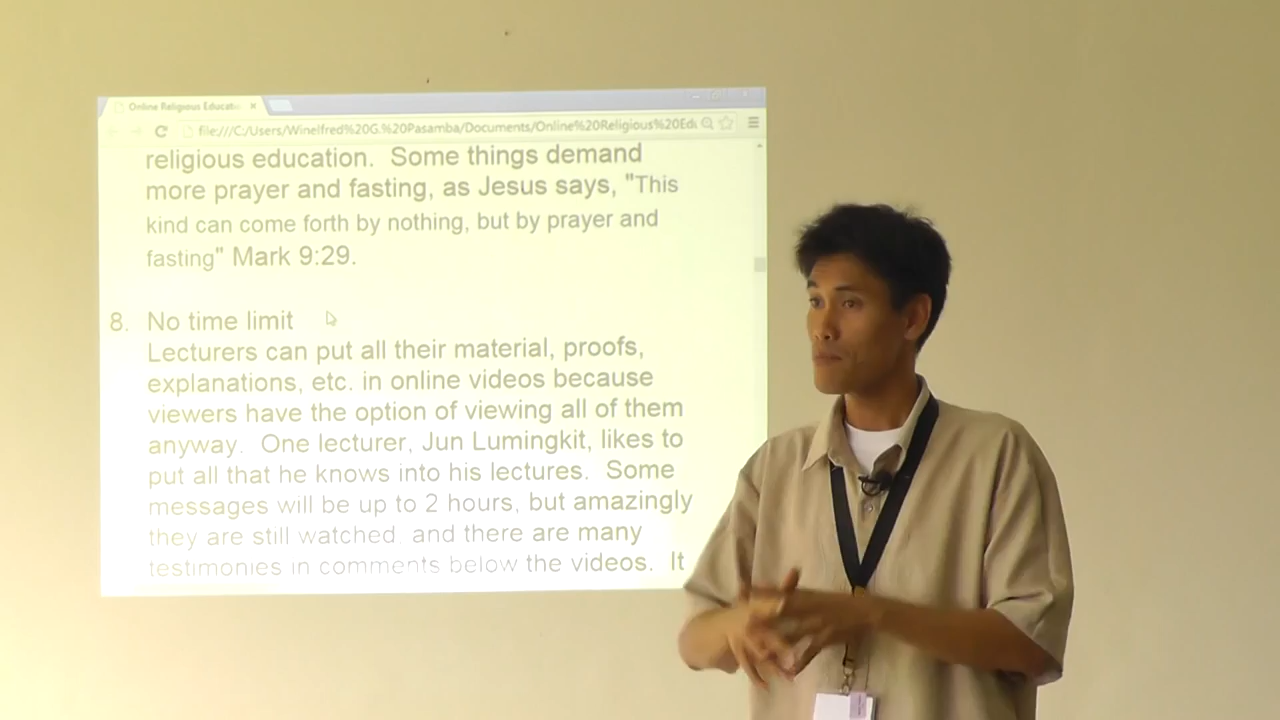 Online Religious Educati
file:///C:/Users/Winelfred%20G.%20Pasamba/Documents/Online%20Religious%20Edu
religious education. Some things demand
more prayer and fasting, as Jesus says, "This
kind can come forth by nothing, but by prayer and
fasting" Mark 9:29.
8. No time limit
Lecturers can put all their material, proofs,
explanations, etc. in online videos because
viewers have the option of viewing all of them
anyway. One lecturer, Jun Lumingkit, likes to
put all that he knows into his lectures. Some
messages will be up to 2 hours, but amazingly
they are still watched and there are many
testimonies in comments below the videos. It